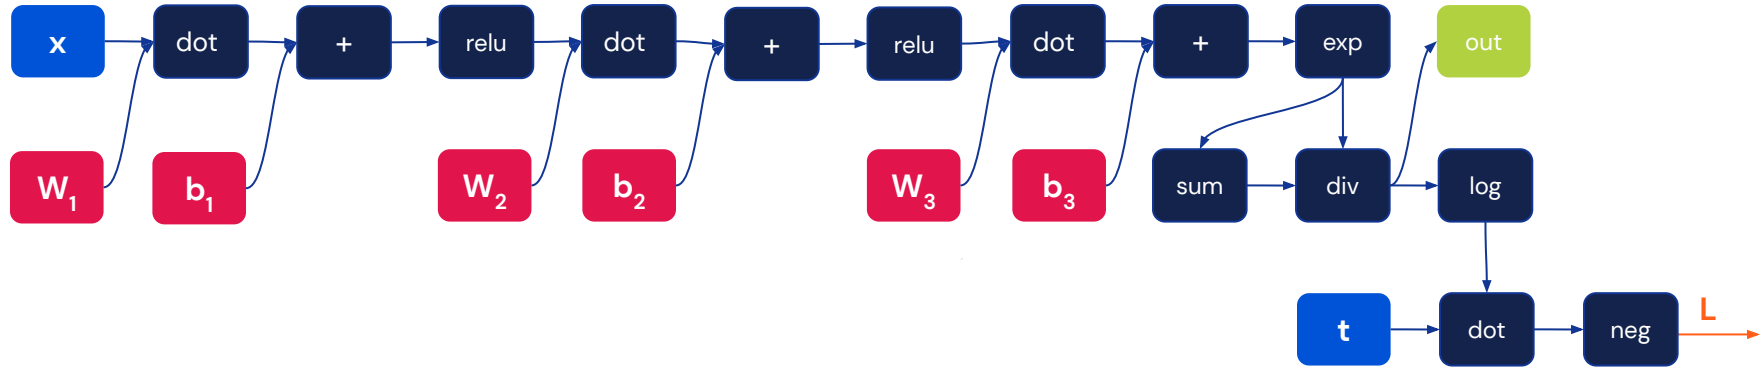 x dot + relu dot + relu dot + exp out
W1 b1 W2 b2 W3 b3 sum div log
L
t dot neg